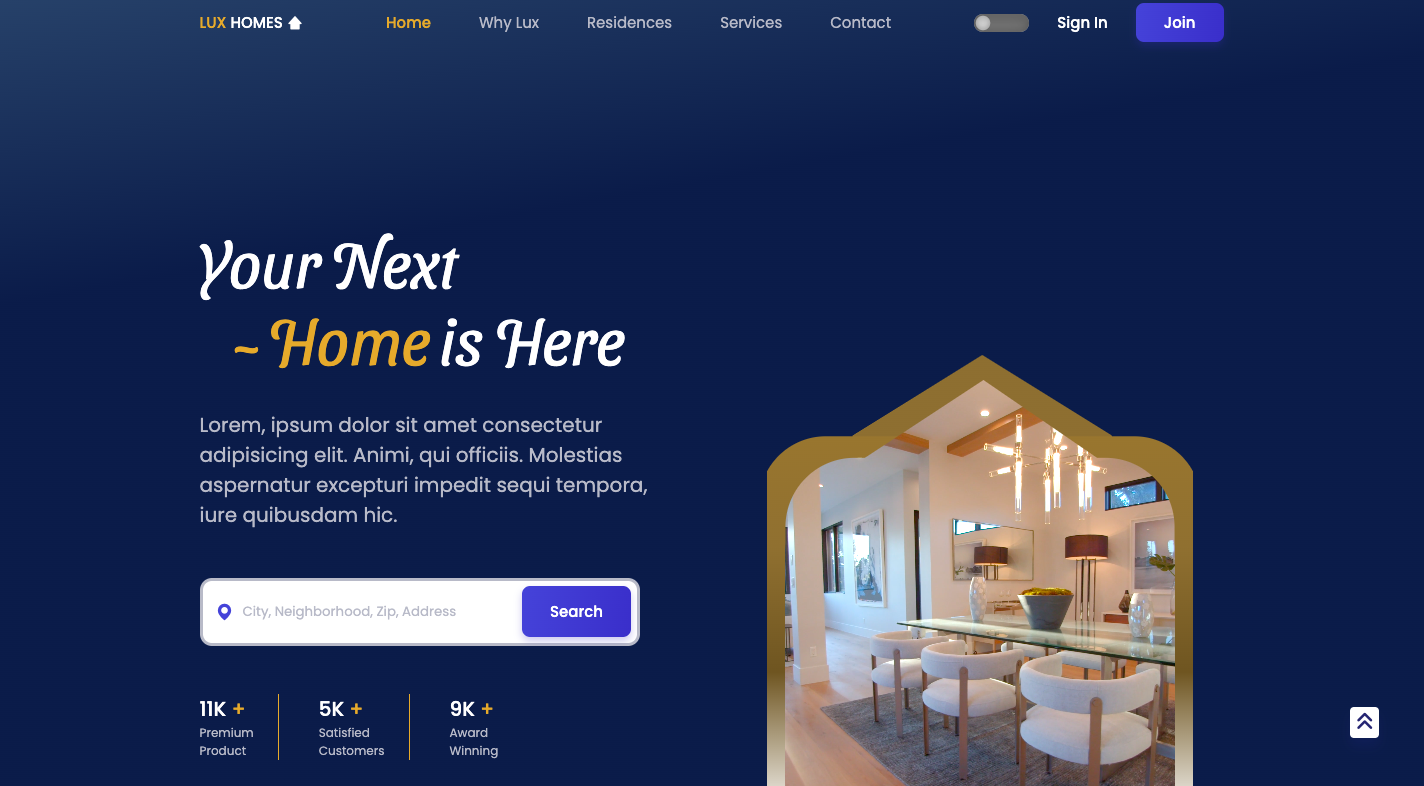 LUX HOMES
Home
Why Lux
Residences
Services
Contact
Sign In
Join
Your Next
~ Home is Here
Lorem, ipsum dolor sit amet consectetur
adipisicing elit. Animi, qui officiis. Molestias
aspernatur excepturi impedit sequi tempora,
iure quibusdam hic.
City, Neighborhood, Zip, Address
Search
11K +
Premium
Product
5K +
Satisfied
Customers
9K +
Award
Winning